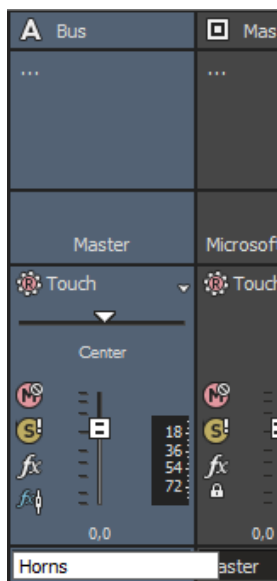 A Bus
Mas
...
...
Master
Microsof
R Touch
R Touch
Center
M
M
S!
S!
18
36
54
72
fx
fx
fx
0,0
0,0
Horns
aster